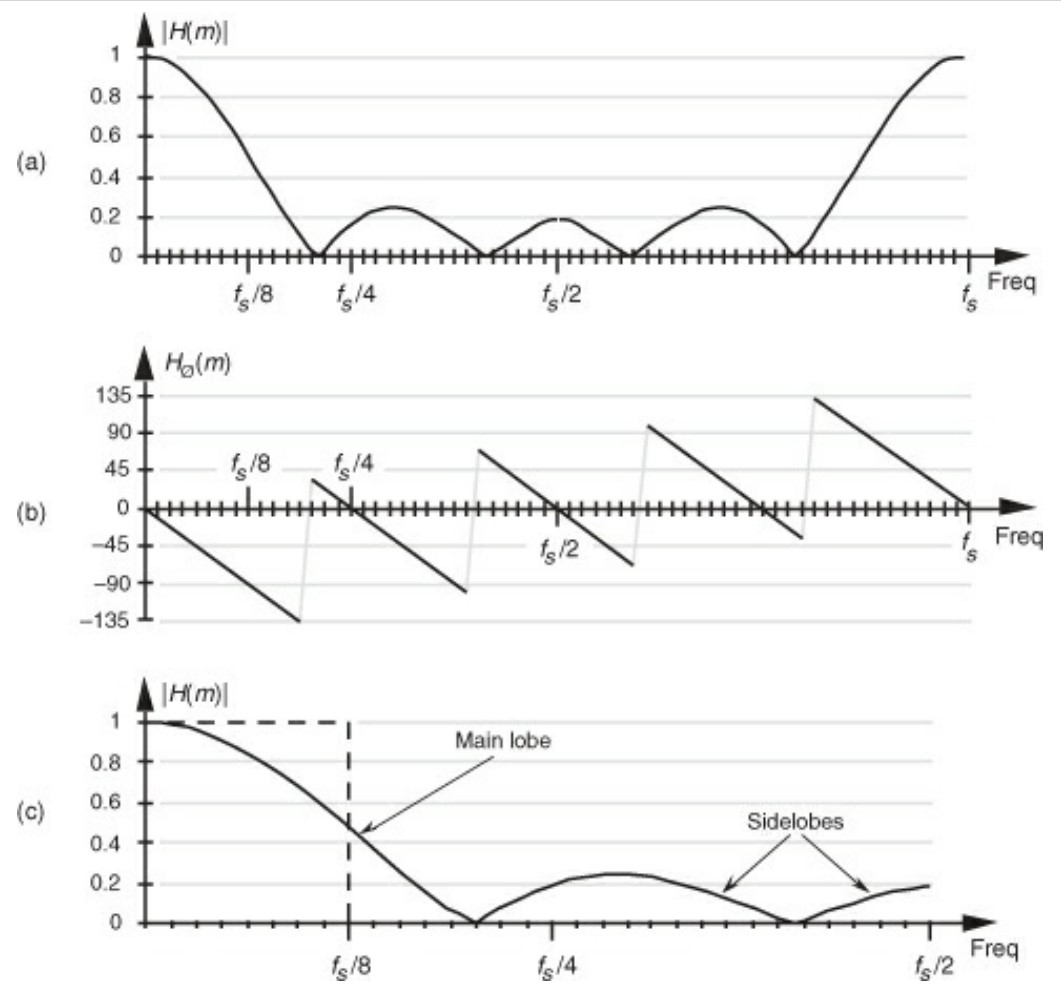 |H(m)|
1
0.8
0.6
(a)
0.4
0.2
0
Freq
fs/8 fs/4 fs/2 fs
HØ(m)
135
90
45 fs/8 fs/4
0
(b)
−45 fs/2 fs Freq
−90
−135
|H(m)|
1
Main lobe
0.8
0.6
(c)
Sidelobes
0.4
0.2
0
Freq
fs/8 fs/4 fs/2